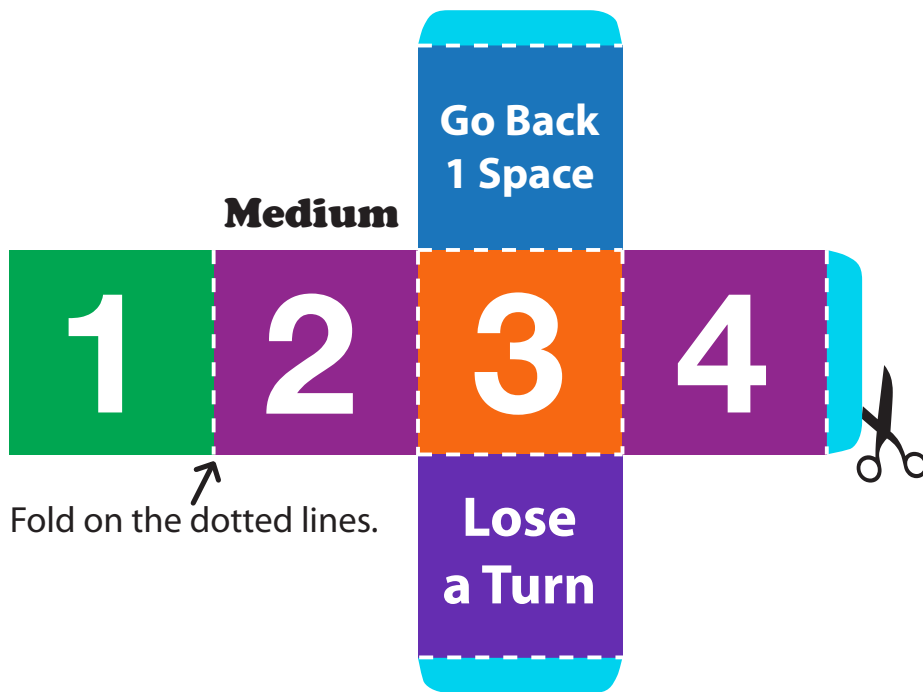 Go Back
1 Space
Medium
1 2 3 4
Fold on the dotted lines.
Lose
a Turn